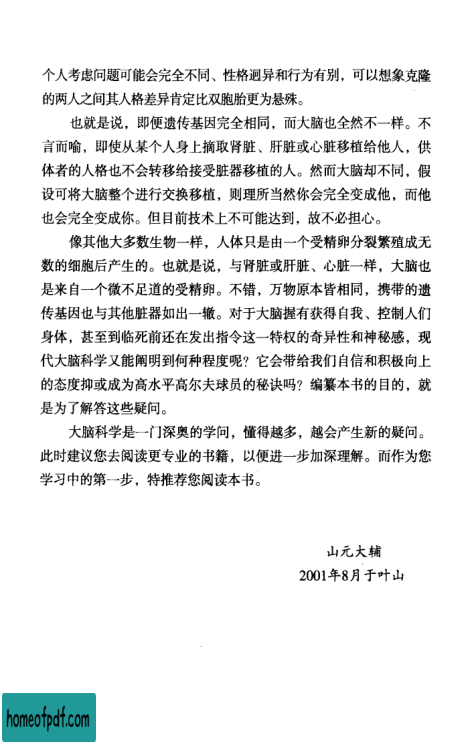 个人考虑问题可能会完全不同、性格迥异和行为有别，可以想象克隆
的两人之间其人格差异肯定比双胞胎更为悬殊。
也就是说，即便遗传基因完全相同，而大脑也全然不一样。不
言而喻，即使从某个人身上摘取肾脏、肝脏或心脏移植给他人，供
体者的人格也不会转移给接受脏器移植的人。然而大脑却不同，假
设可将大脑整个进行交换移植，则理所当然你会完全变成他，而他
也会完全变成你。但目前技术上不可能达到，故不必担心。
像其他大多数生物一样，人体只是由一个受精卵分裂繁殖成无
数的细胞后产生的。也就是说，与肾脏或肝脏、心脏一样，大脑也
是来自一个微不足道的受精卵。不错，万物原本皆相同，携带的遗
传基因也与其他脏器如出一辙。对于大脑握有获得自我、控制人们
身体，甚至到临死前还在发出指令这一特权的奇异性和神秘感，现
代大脑科学又能阐明到何种程度呢？它会带给我们自信和积极向上
的态度抑或成为高水平高尔夫球员的秘诀吗？编纂本书的目的，就
是为了解答这些疑问。
大脑科学是一门深奥的学问，懂得越多，越会产生新的疑问。
此时建议您去阅读更专业的书籍，以便进一步加深理解。而作为您
学习中的第一步，特推荐您阅读本书。
山元大辅
2001年8月于叶山
homeofpdf.com